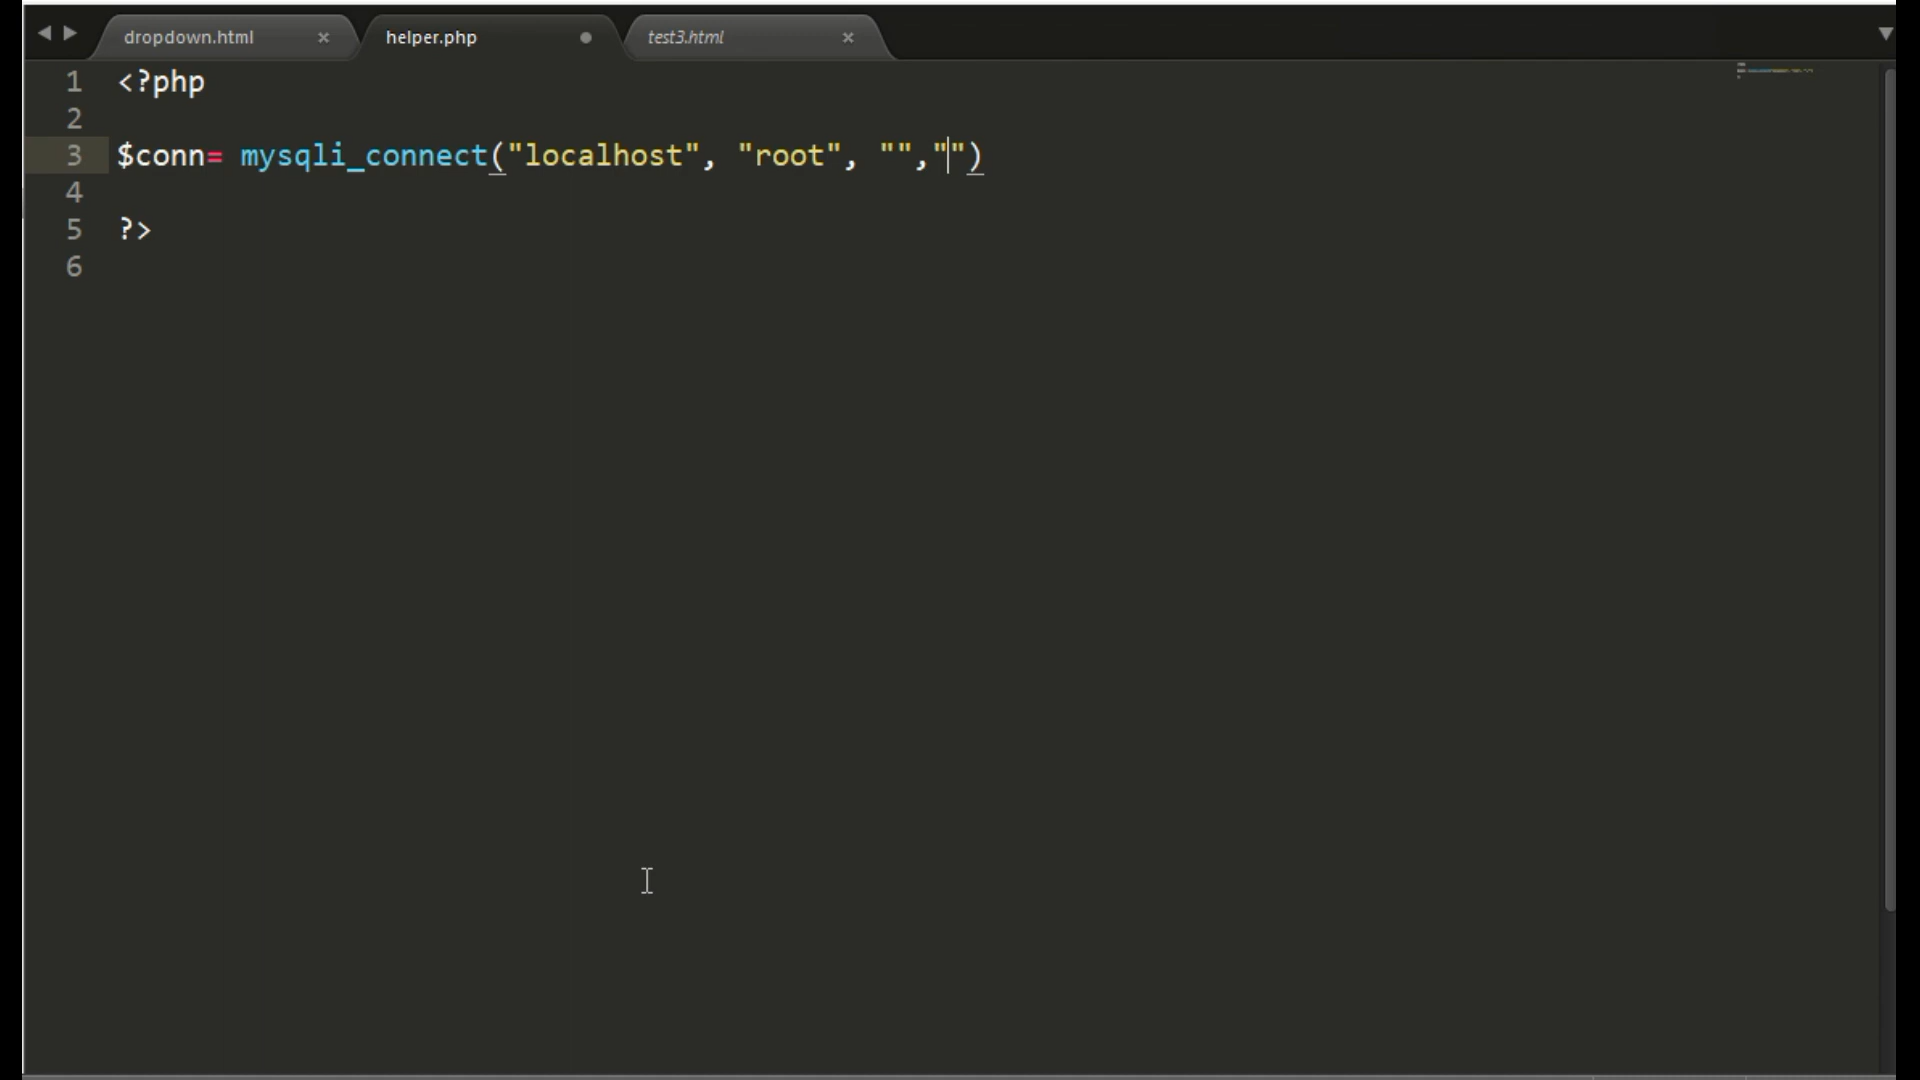 dropdown.html × helper.php test3.html ×
1 <?php
2
3 $conn= mysqli_connect("localhost", "root", "","")
4
5 ?>
6